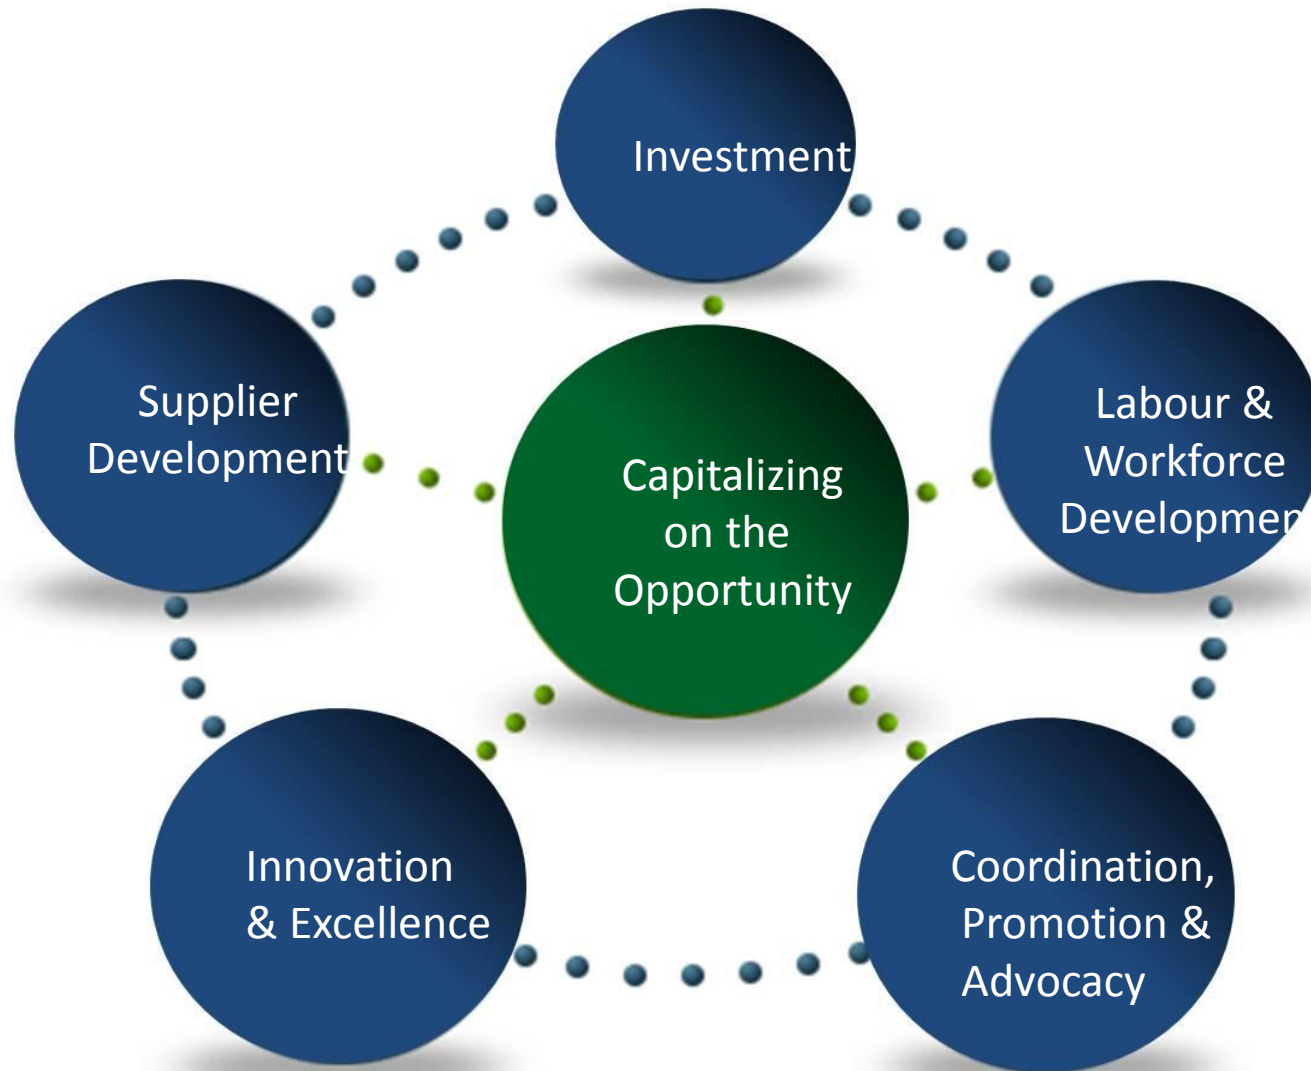 Investment
Supplier
Development
Labour &
Workforce
Developmen
Capitalizing
on the
Opportunity
Innovation
& Excellence
Coordination,
Promotion &
Advocacy